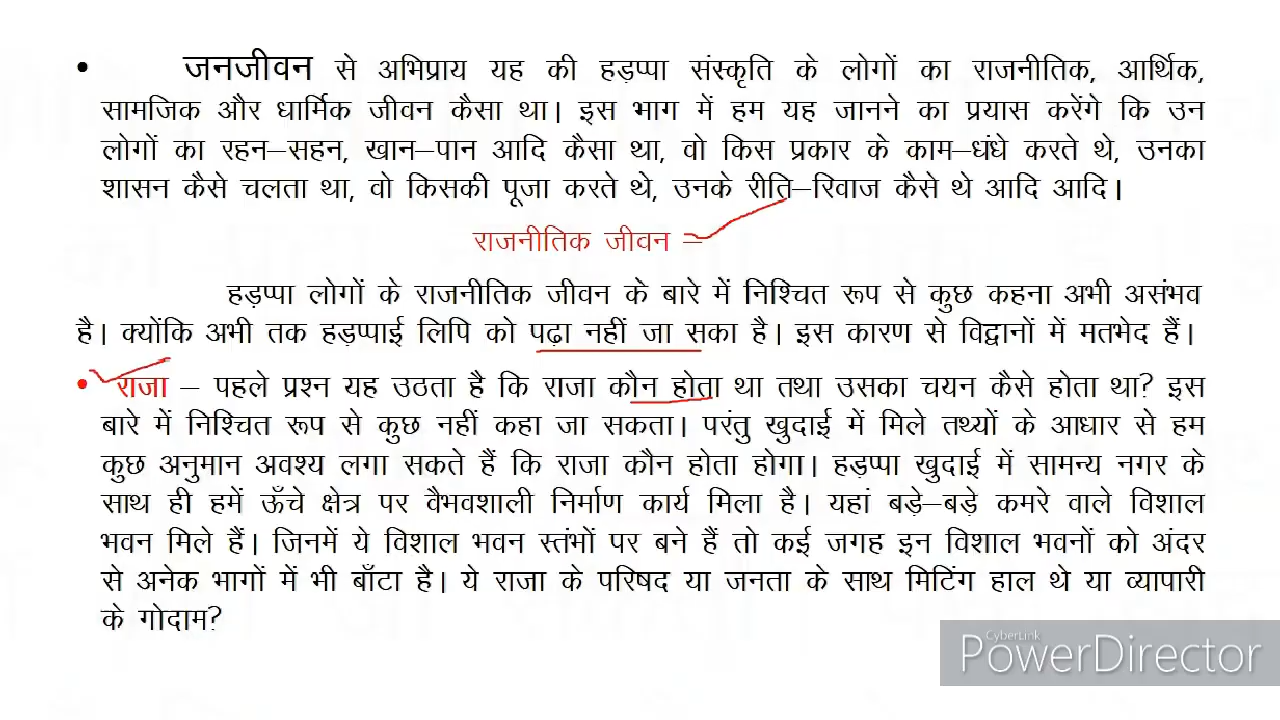 • जनजीवन से अभिप्राय यह की हड़प्पा संस्कृति के लोगों का राजनीतिक, आर्थिक,
सामजिक और धार्मिक जीवन कैसा था। इस भाग में हम यह जानने का प्रयास करेंगे कि उन
लोगों का रहन–सहन, खान–पान आदि कैसा था, वो किस प्रकार के काम–धंधे करते थे, उनका
शासन कैसे चलता था, वो किसकी पूजा करते थे, उनके रीति–रिवाज कैसे थे आदि आदि।
राजनीतिक जीवन –
हड़प्पा लोगों के राजनीतिक जीवन के बारे में निश्चित रूप से कुछ कहना अभी असंभव
है। क्योंकि अभी तक हड़प्पाई लिपि को पढ़ा नहीं जा सका है। इस कारण से विद्वानों में मतभेद हैं।
• राजा – पहले प्रश्न यह उठता है कि राजा कौन होता था तथा उसका चयन कैसे होता था? इस
बारे में निश्चित रूप से कुछ नहीं कहा जा सकता। परंतु खुदाई में मिले तथ्यों के आधार से हम
कुछ अनुमान अवश्य लगा सकते हैं कि राजा कौन होता होगा। हड़प्पा खुदाई में सामन्य नगर के
साथ ही हमें ऊँचे क्षेत्र पर वैभवशाली निर्माण कार्य मिला है। यहां बड़े–बड़े कमरे वाले विशाल
भवन मिले हैं। जिनमें ये विशाल भवन स्तंभों पर बने हैं तो कई जगह इन विशाल भवनों को अंदर
से अनेक भागों में भी बाँटा है। ये राजा के परिषद या जनता के साथ मिटिंग हाल थे या व्यापारी
के गोदाम?
CyberLink
PowerDirector